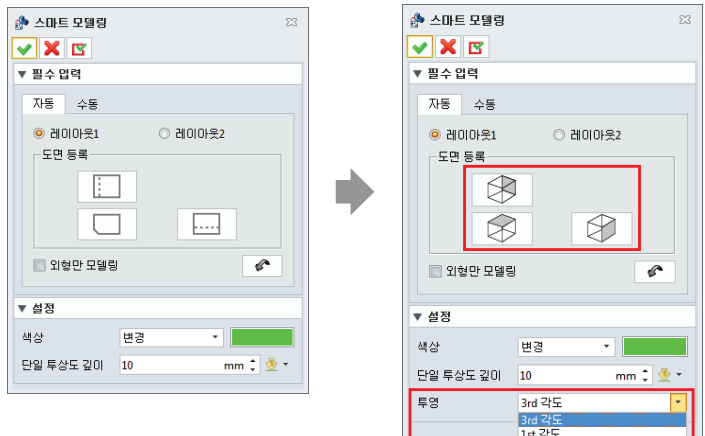 스마트 모델링
▼ 필수 입력
자동 수동
레이아웃1 레이아웃2
도면 등록
외형만 모델링
▼ 설정
색상 변경
단일 투상도 깊이 10 mm
스마트 모델링
▼ 필수 입력
자동 수동
레이아웃1 레이아웃2
도면 등록
외형만 모델링
▼ 설정
색상 변경
단일 투상도 깊이 10 mm
투영 3rd 각도
3rd 각도
1st 각도